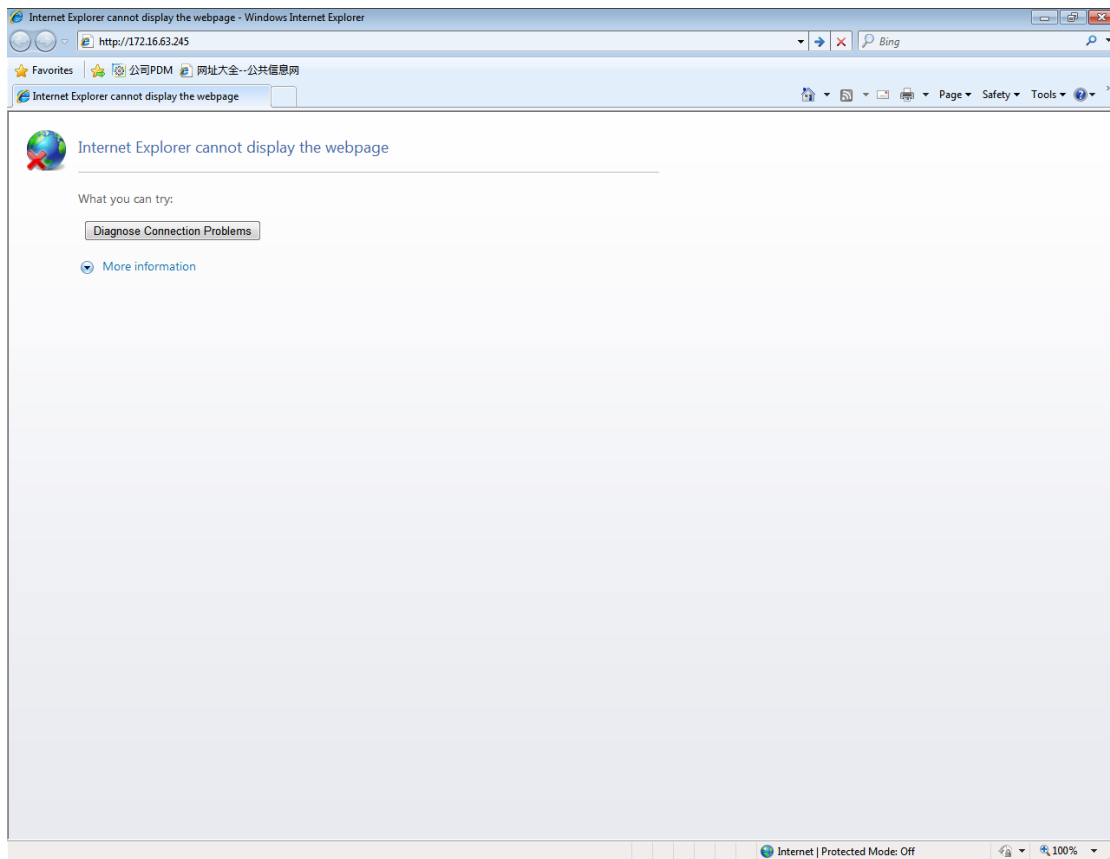 Internet Explorer cannot display the webpage - Windows Internet Explorer
http://172.16.63.245 Bing
Favorites 公司PDM 网址大全--公共信息网
Internet Explorer cannot display the webpage Page Safety Tools
Internet Explorer cannot display the webpage
What you can try:
Diagnose Connection Problems
More information
Internet | Protected Mode: Off 100%